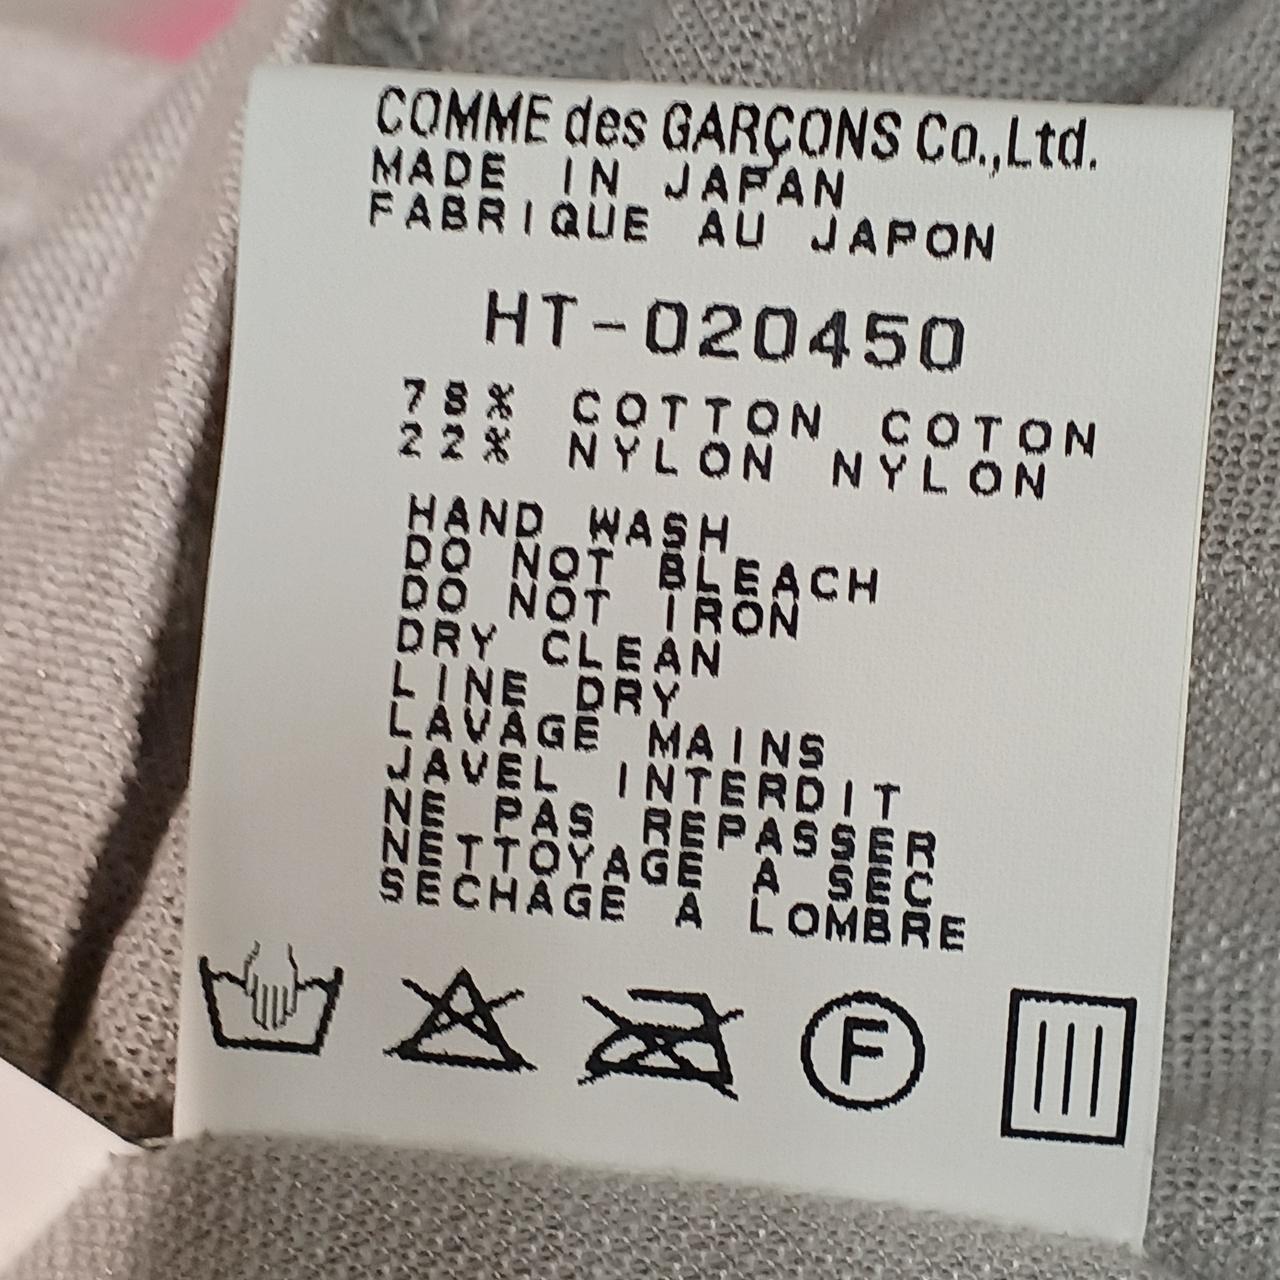 COMME des GARÇONS Co.,Ltd.
MADE IN JAPAN
FABRIQUE AU JAPON
HT-020450
78% COTTON COTON
22% NYLON NYLON
HAND WASH
DO NOT BLEACH
DO NOT IRON
DRY CLEAN
LINE DRY
LAVAGE MAINS
JAVEL INTERDIT
NE PAS REPASSER
NETTOYAGE A SEC
SECHAGE A LOMBRE
F